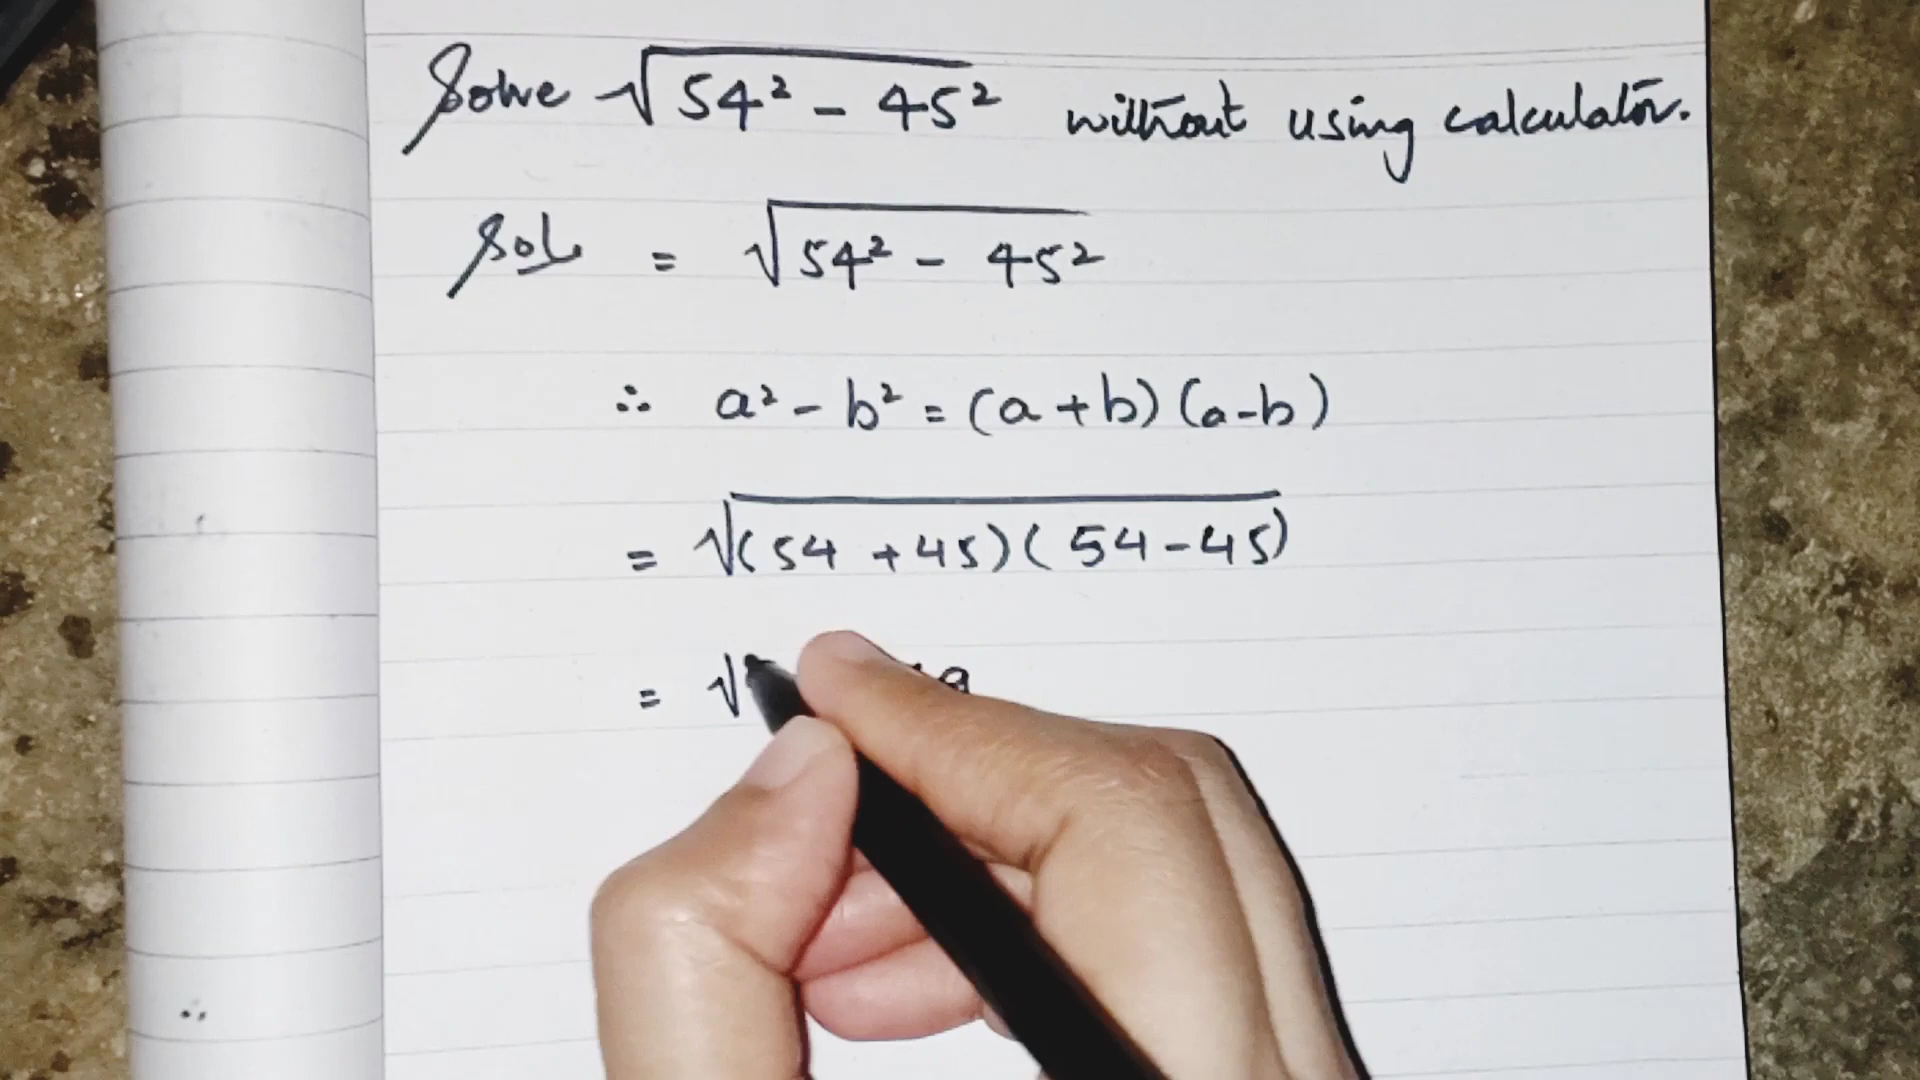 Solve √54² - 45² without using calculator.
Sol = √54² - 45²
∴ a² - b² = (a+b)(a-b)
= √(54 + 45)(54-45)
= √